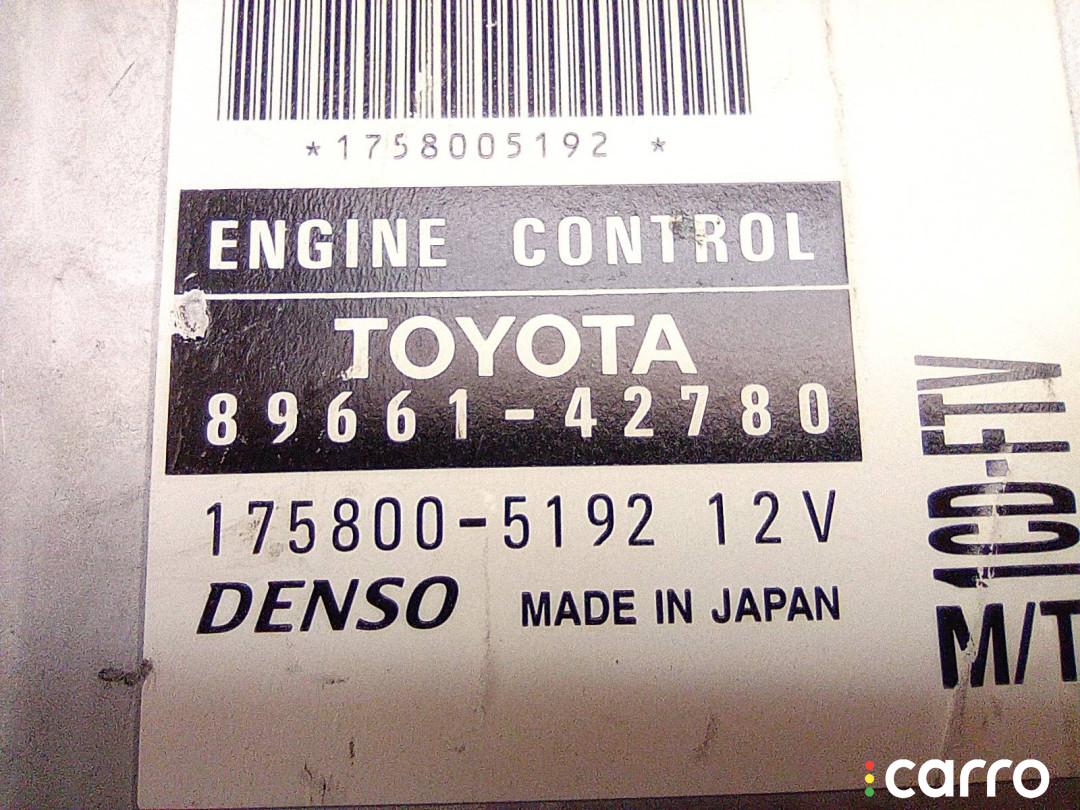 *1758005192 *
ENGINE CONTROL
TOYOTA
89661-42780
175800-5192 12V
DENSO MADE IN JAPAN
1CD-FTV
M/T
carro